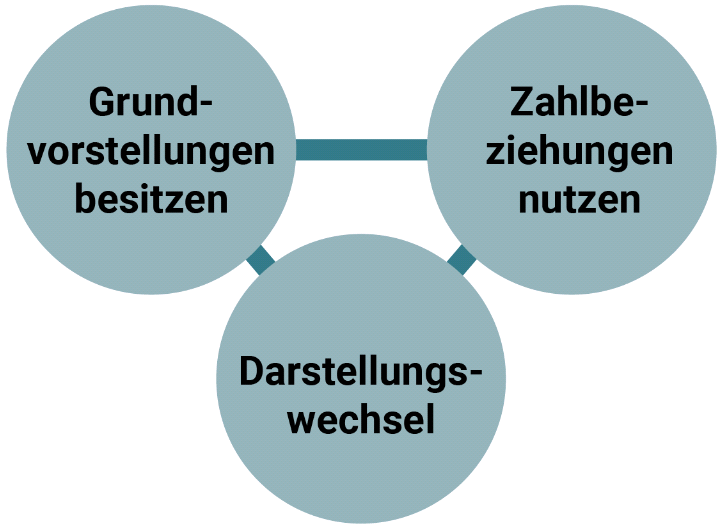 Grund-
vorstellungen
besitzen
Zahlbe-
ziehungen
nutzen
Darstellungs-
wechsel